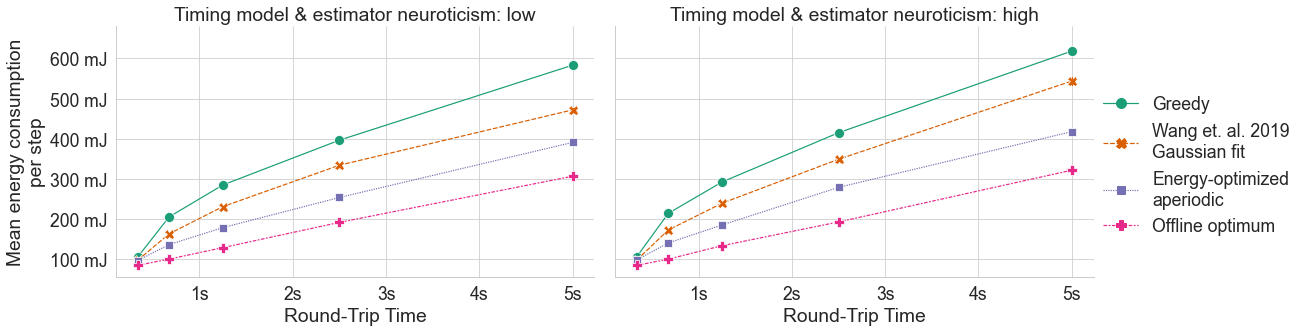 Timing model & estimator neuroticism: low
Timing model & estimator neuroticism: high
Mean energy consumption
per step
600 mJ
500 mJ
400 mJ
300 mJ
200 mJ
100 mJ
1s
2s
3s
4s
5s
Round-Trip Time
1s
2s
3s
4s
5s
Round-Trip Time
Greedy
Wang et. al. 2019
Gaussian fit
Energy-optimized
aperiodic
Offline optimum